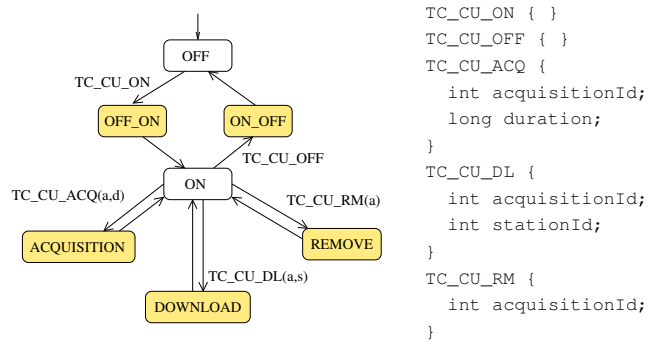 OFF
TC_CU_ON
OFF_ON
ON_OFF
TC_CU_OFF
ON
TC_CU_ACQ(a,d)
TC_CU_RM(a)
ACQUISITION
REMOVE
TC_CU_DL(a,s)
DOWNLOAD
TC_CU_ON { }
TC_CU_OFF { }
TC_CU_ACQ {
int acquisitionId;
long duration;
}
TC_CU_DL {
int acquisitionId;
int stationId;
}
TC_CU_RM {
int acquisitionId;
}